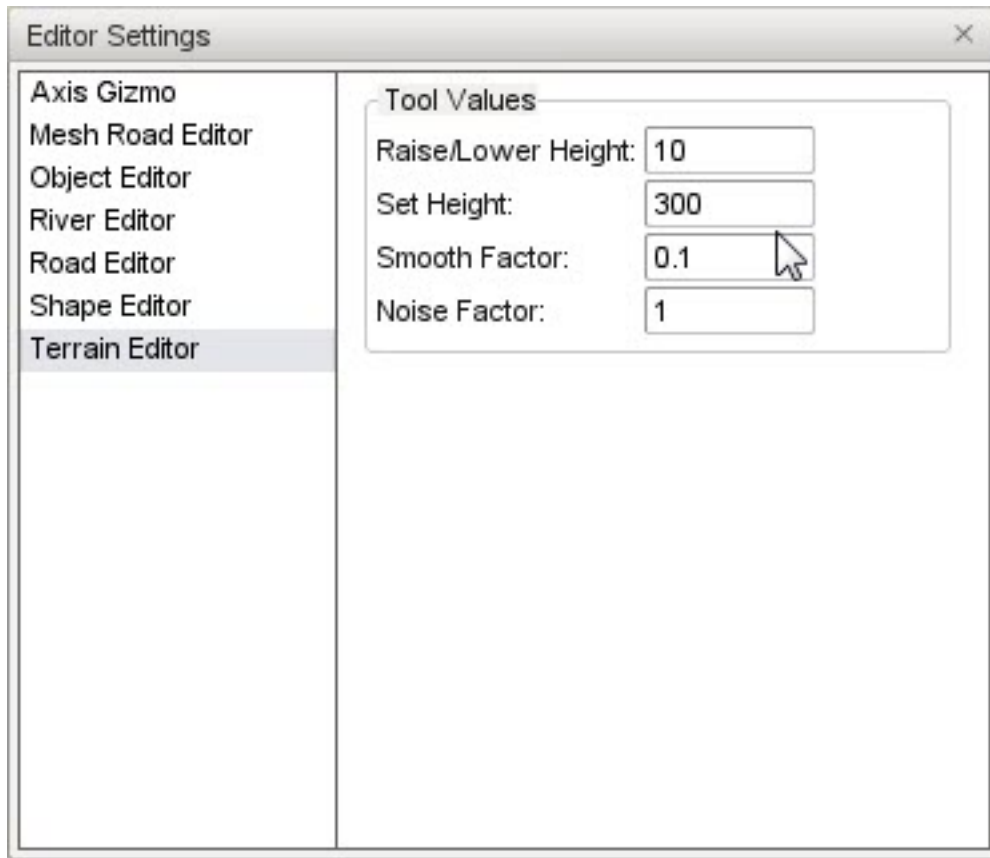 Editor Settings
Axis Gizmo
Mesh Road Editor
Object Editor
River Editor
Road Editor
Shape Editor
Terrain Editor
Tool Values
Raise/Lower Height: 10
Set Height: 300
Smooth Factor: 0.1
Noise Factor: 1